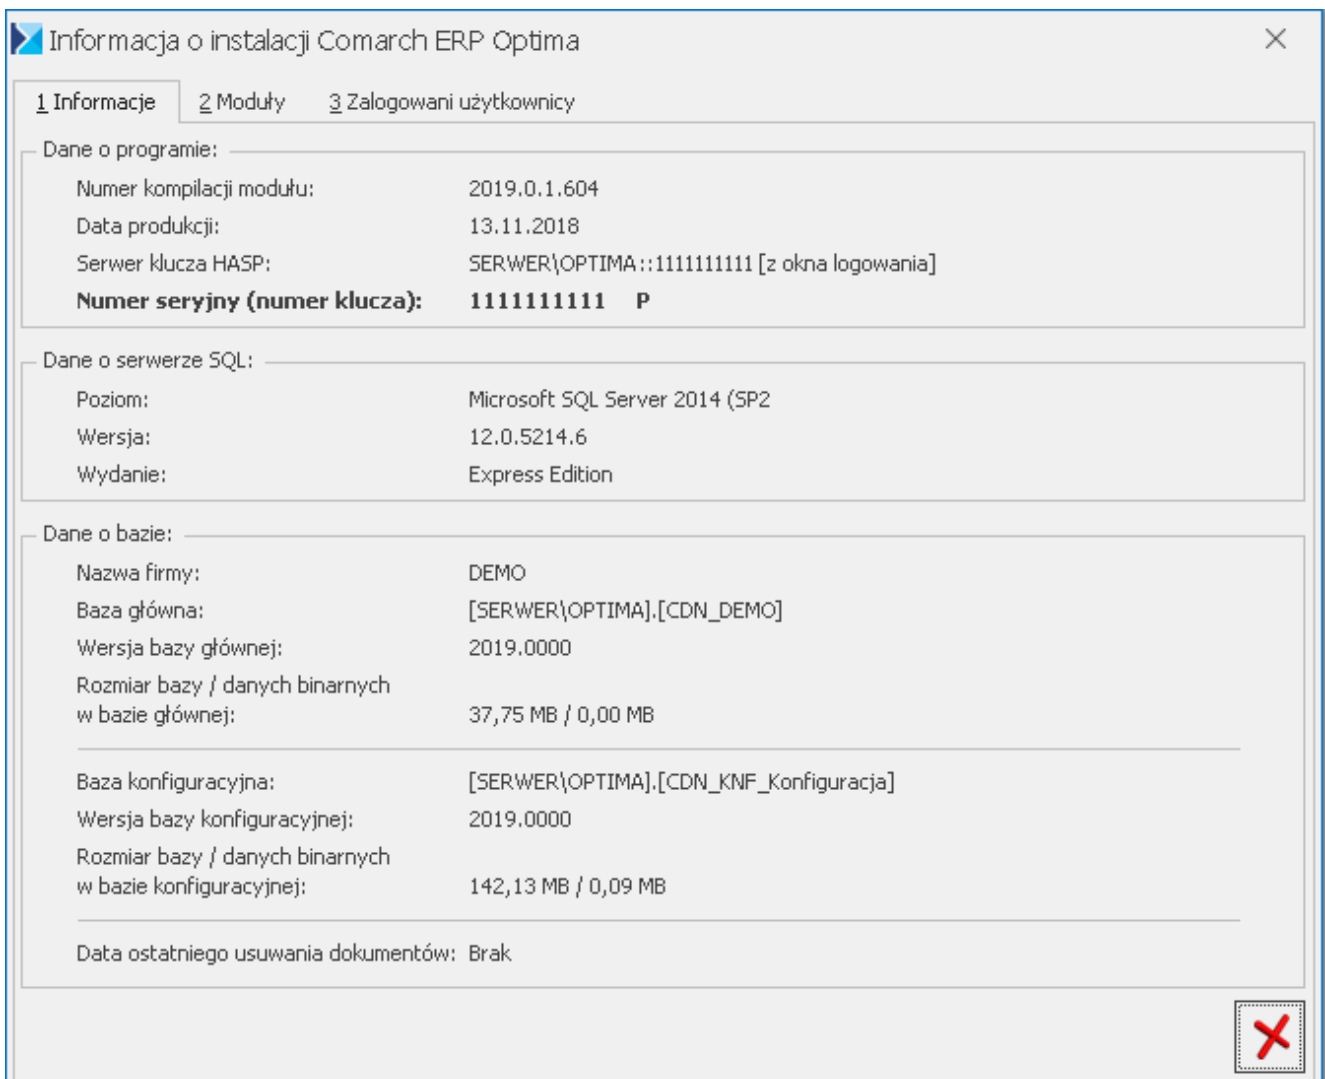 Informacja o instalacji Comarch ERP Optima
1 Informacje 2 Moduły 3 Zalogowani użytkownicy
Dane o programie:
Numer kompilacji modułu: 2019.0.1.604
Data produkcji: 13.11.2018
Serwer klucza HASP: SERWER\OPTIMA::1111111111 [z okna logowania]
Numer seryjny (numer klucza): 1111111111 P
Dane o serwerze SQL:
Poziom: Microsoft SQL Server 2014 (SP2
Wersja: 12.0.5214.6
Wydanie: Express Edition
Dane o bazie:
Nazwa firmy: DEMO
Baza główna: [SERWER\OPTIMA].[CDN_DEMO]
Wersja bazy głównej: 2019.0000
Rozmiar bazy / danych binarnych
w bazie głównej: 37,75 MB / 0,00 MB
Baza konfiguracyjna: [SERWER\OPTIMA].[CDN_KNF_Konfiguracja]
Wersja bazy konfiguracyjnej: 2019.0000
Rozmiar bazy / danych binarnych
w bazie konfiguracyjnej: 142,13 MB / 0,09 MB
Data ostatniego usuwania dokumentów: Brak